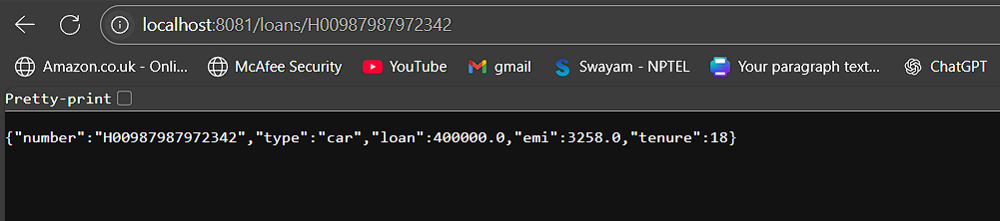 localhost:8081/loans/H00987987972342
Amazon.co.uk - Onli... McAfee Security YouTube gmail Swayam - NPTEL Your paragraph text... ChatGPT
Pretty-print
{"number":"H00987987972342","type":"car","loan":400000.0,"emi":3258.0,"tenure":18}